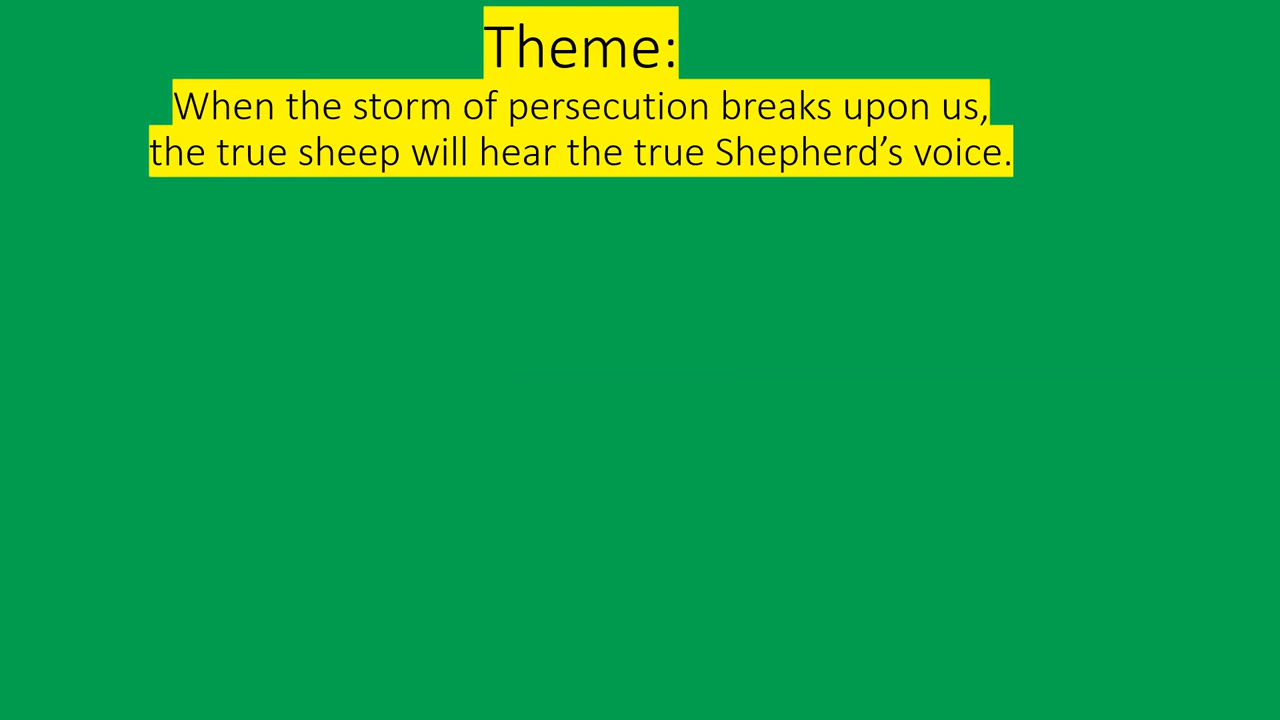 Theme:
When the storm of persecution breaks upon us,
the true sheep will hear the true Shepherd’s voice.